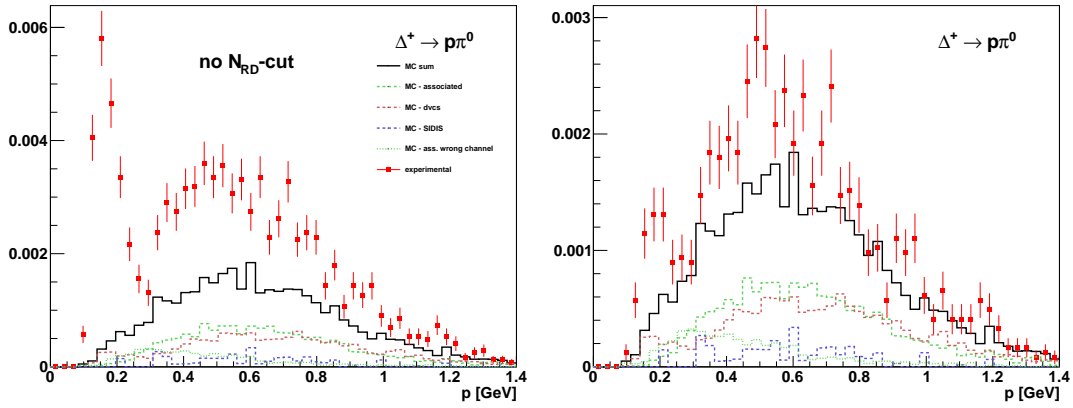 0.006
0.004
0.002
0
no N_RD-cut
Δ⁺ → pπ⁰
MC sum
MC - associated
MC - dvcs
MC - SIDIS
MC - ass. wrong channel
experimental
0 0.2 0.4 0.6 0.8 1 1.2 1.4
p [GeV]
0.003
0.002
0.001
0
Δ⁺ → pπ⁰
0 0.2 0.4 0.6 0.8 1 1.2 1.4
p [GeV]